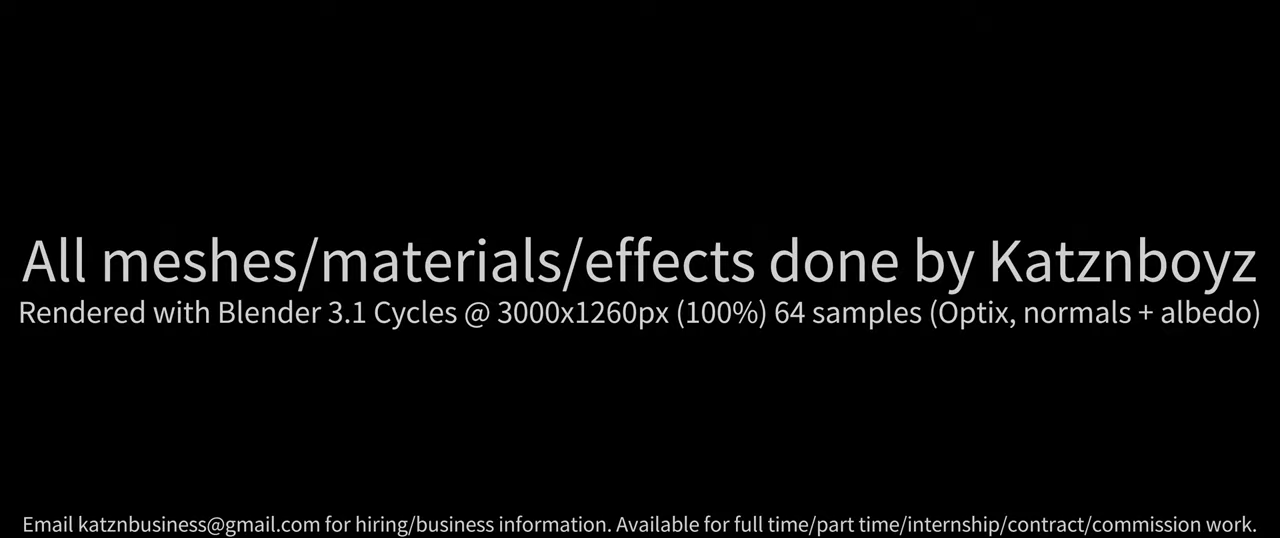 All meshes/materials/effects done by Katznboyz
Rendered with Blender 3.1 Cycles @ 3000x1260px (100%) 64 samples (Optix, normals + albedo)
Email katznbusiness@gmail.com for hiring/business information. Available for full time/part time/internship/contract/commission work.